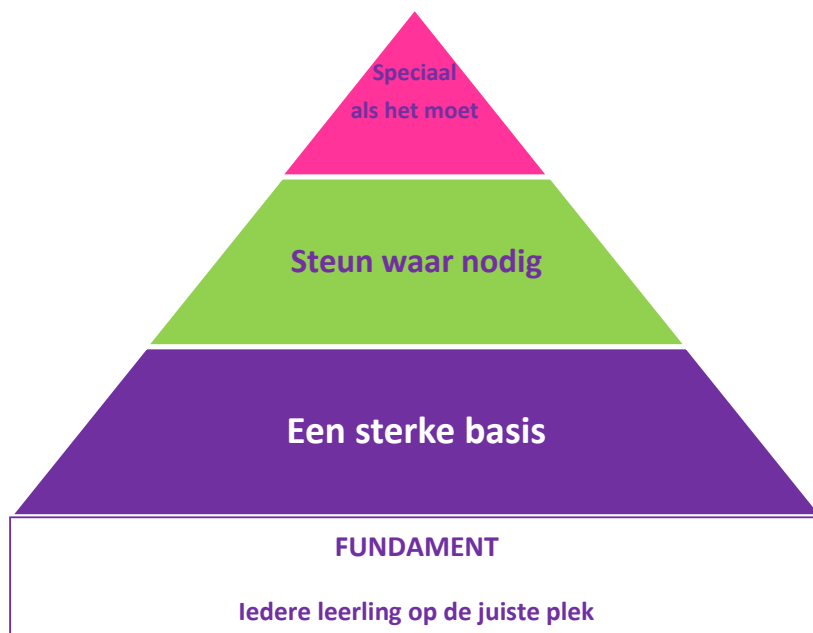 Speciaal
als het moet
Steun waar nodig
Een sterke basis
FUNDAMENT
Iedere leerling op de juiste plek